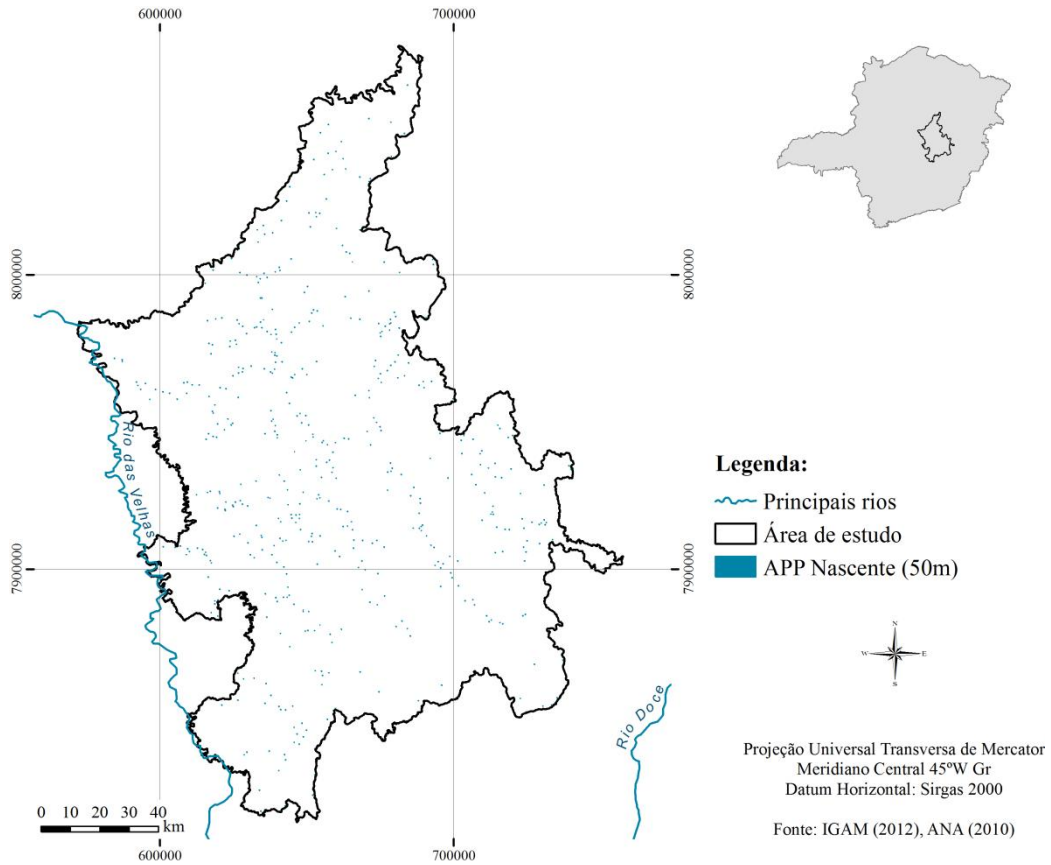 600000
700000
8000000
8000000
Rio das Velhas
7900000
7900000
Rio Doce
0 10 20 30 40
km
600000
700000
Legenda:
Principais rios
Área de estudo
APP Nascente (50m)
N
W
E
S
Projeção Universal Transversa de Mercator
Meridiano Central 45ºW Gr
Datum Horizontal: Sirgas 2000
Fonte: IGAM (2012), ANA (2010)